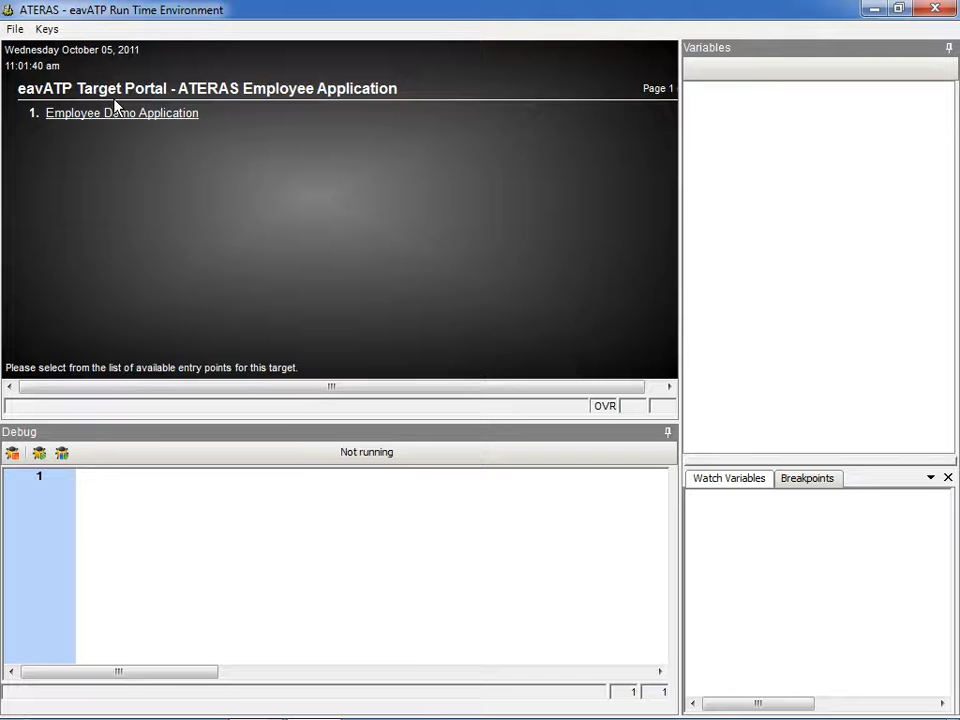 ATERAS - eavATP Run Time Environment
File Keys
Wednesday October 05, 2011
11:01:40 am
eavATP Target Portal - ATERAS Employee Application
Page 1
1. Employee Demo Application
Please select from the list of available entry points for this target.
OVR
Variables
Debug
Not running
1
1 1
Watch Variables Breakpoints